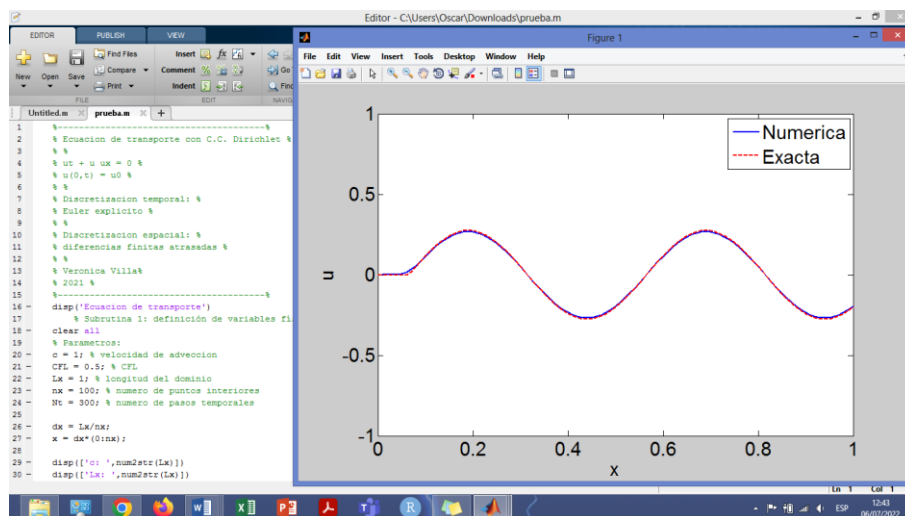 Editor - C:\Users\Oscar\Downloads\prueba.m
EDITOR PUBLISH VIEW
New Open Save
Find Files
Compare
Print
Insert fx
Comment
Indent
Go
Find
FILE EDIT NAVIG
Untitled.m prueba.m
1 %--------------------------------------%
2 % Ecuacion de transporte con C.C. Dirichlet %
3 % %
4 % ut + u ux = 0 %
5 % u(0,t) = u0 %
6 % %
7 % Discretizacion temporal: %
8 % Euler explicito %
9 % %
10 % Discretizacion espacial: %
11 % diferencias finitas atrasadas %
12 % %
13 % Veronica Villa%
14 % 2021 %
15 %--------------------------------------%
16 - disp('Ecuacion de transporte')
17 % Subrutina 1: definición de variables fi
18 - clear all
19 % Parametros:
20 - c = 1; % velocidad de adveccion
21 - CFL = 0.5; % CFL
22 - Lx = 1; % longitud del dominio
23 - nx = 100; % numero de puntos interiores
24 - Nt = 300; % numero de pasos temporales
25
26 - dx = Lx/nx;
27 - x = dx*(0:nx);
28
29 - disp(['c: ',num2str(Lx)])
30 - disp(['Lx: ',num2str(Lx)])
Figure 1
File Edit View Insert Tools Desktop Window Help
Numerica
Exacta
1
0.5
0
-0.5
-1
u
0 0.2 0.4 0.6 0.8 1
x
Ln 1 Col 1
ESP
12:43
06/07/2022